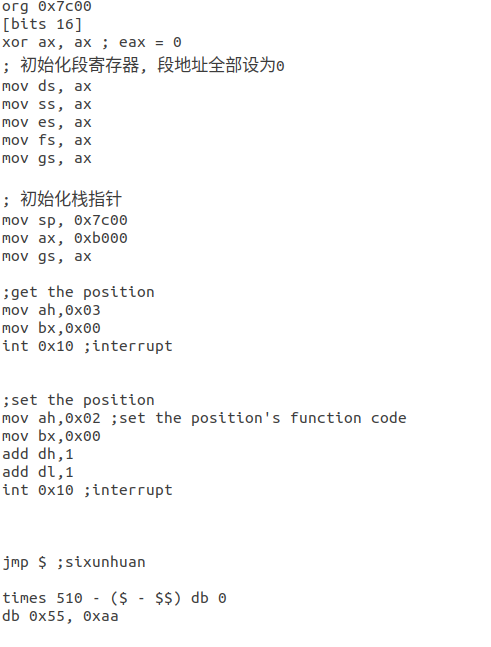 org 0x7c00
[bits 16]
xor ax, ax ; eax = 0
; 初始化段寄存器, 段地址全部设为0
mov ds, ax
mov ss, ax
mov es, ax
mov fs, ax
mov gs, ax
; 初始化栈指针
mov sp, 0x7c00
mov ax, 0xb000
mov gs, ax
;get the position
mov ah,0x03
mov bx,0x00
int 0x10 ;interrupt
;set the position
mov ah,0x02 ;set the position's function code
mov bx,0x00
add dh,1
add dl,1
int 0x10 ;interrupt
jmp $ ;sixunhuan
times 510 - ($ - $$) db 0
db 0x55, 0xaa